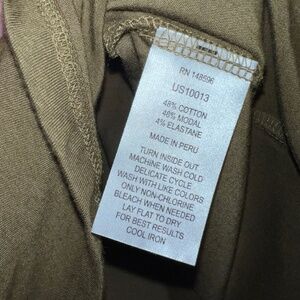 RN 148596
US10013
48% COTTON
48% MODAL
4% ELASTANE
MADE IN PERU
TURN INSIDE OUT
MACHINE WASH COLD
DELICATE CYCLE
WASH WITH LIKE COLORS
ONLY NON-CHLORINE
BLEACH WHEN NEEDED
LAY FLAT TO DRY
FOR BEST RESULTS
COOL IRON